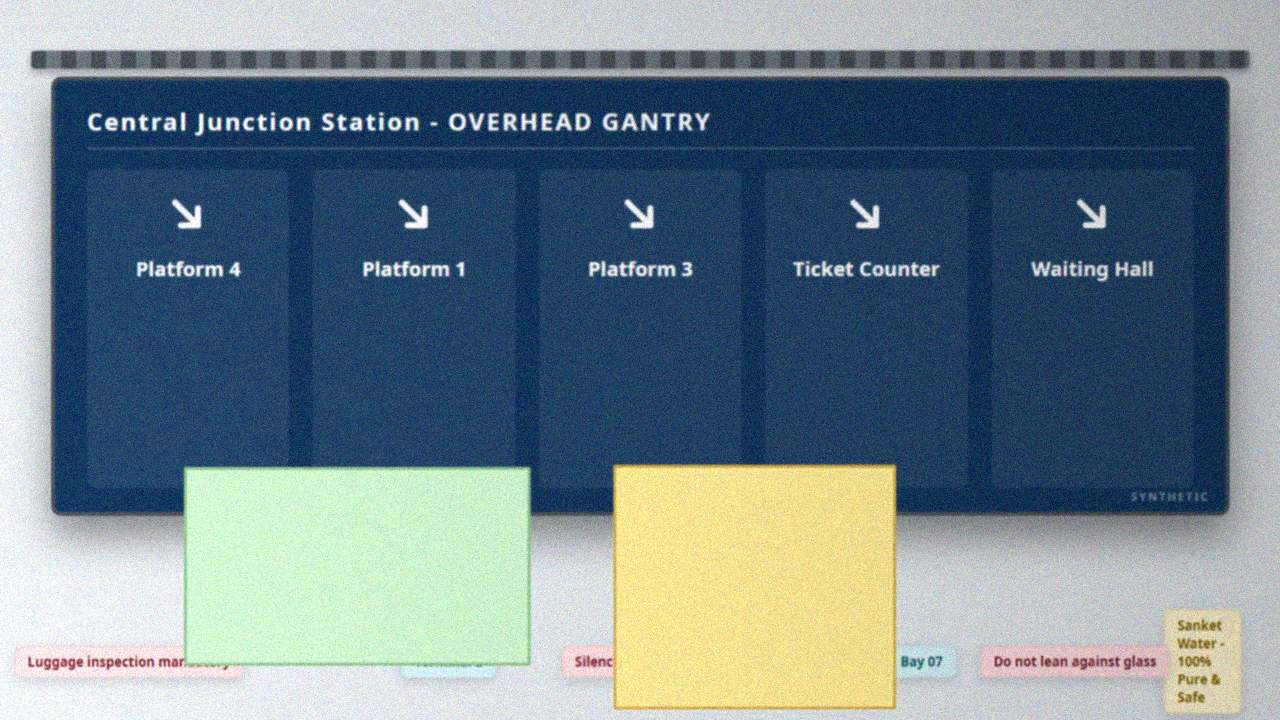 Central Junction Station - OVERHEAD GANTRY
Platform 4
Platform 1
Platform 3
Ticket Counter
Waiting Hall
SYNTHETIC
Luggage inspection mandatory
Bay 07
Do not lean against glass
Sanket
Water -
100%
Pure &
Safe